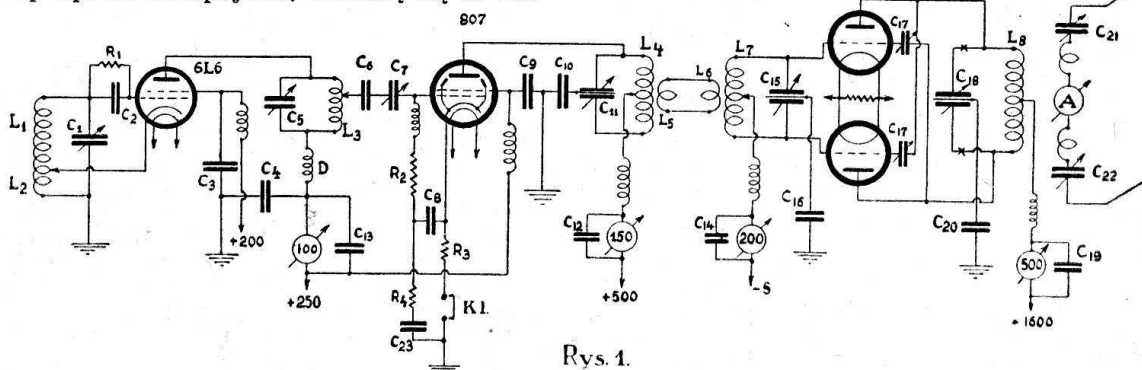 807
R1
6L6
C1
C2
L1
L2
C3
C4
+200
C5
L3
D
100
C13
+250
C6
C7
R2
C8
R3
R4
C23
Kl.
C9
C10
C11
L4
L5
L6
C12
150
+500
L7
C14
200
-S
C15
C16
C17
C17
C18
L8
C20
500
C19
+1600
C21
A
C22
Rys. 1.